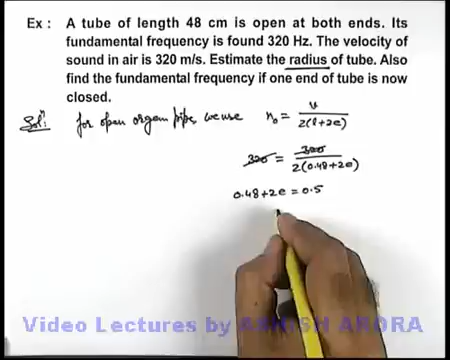 Ex : A tube of length 48 cm is open at both ends. Its
fundamental frequency is found 320 Hz. The velocity of
sound in air is 320 m/s. Estimate the radius of tube. Also
find the fundamental frequency if one end of tube is now
closed.
Solⁿ for open organ pipe, we use n₀ = v / 2(l+2e)
320 = 320 / 2(0.48+2e)
0.48+2e = 0.5
Video Lectures by ASHISH ARORA